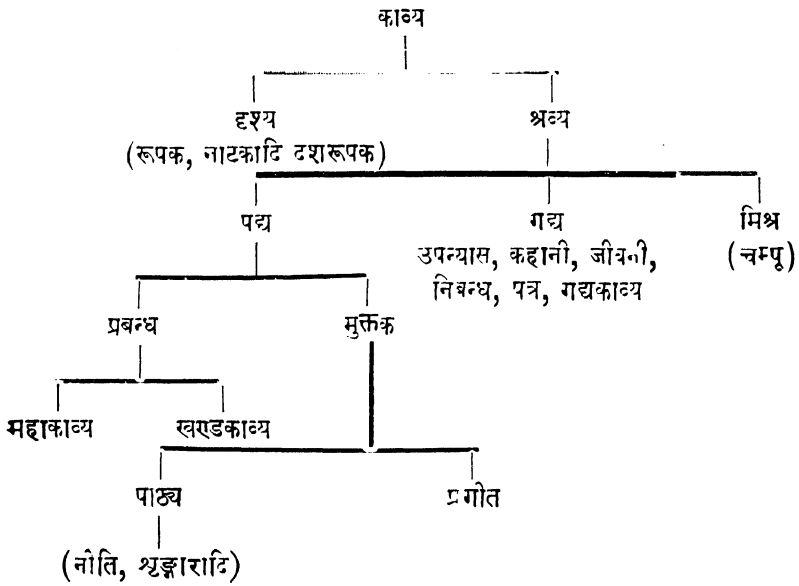 काव्य
दृश्य श्रव्य
(रूपक, नाटकादि दशरूपक)
पद्य गद्य मिश्र
उपन्यास, कहानी, जीवनी, (चम्पू)
निबन्ध, पत्र, गद्यकाव्य
प्रबन्ध मुक्तक
महाकाव्य खण्डकाव्य
पाठ्य प्रगीत
(नीति, श्रृङ्गारादि)